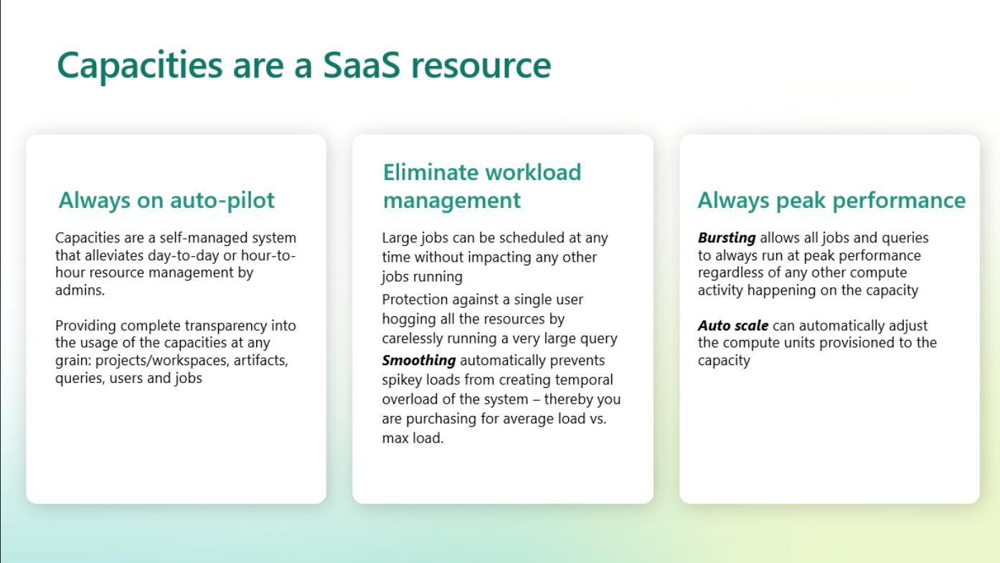 Capacities are a SaaS resource
Always on auto-pilot
Capacities are a self-managed system
that alleviates day-to-day or hour-to-
hour resource management by
admins.
Providing complete transparency into
the usage of the capacities at any
grain: projects/workspaces, artifacts,
queries, users and jobs
Eliminate workload
management
Large jobs can be scheduled at any
time without impacting any other
jobs running
Protection against a single user
hogging all the resources by
carelessly running a very large query
Smoothing automatically prevents
spikey loads from creating temporal
overload of the system – thereby you
are purchasing for average load vs.
max load.
Always peak performance
Bursting allows all jobs and queries
to always run at peak performance
regardless of any other compute
activity happening on the capacity
Auto scale can automatically adjust
the compute units provisioned to the
capacity